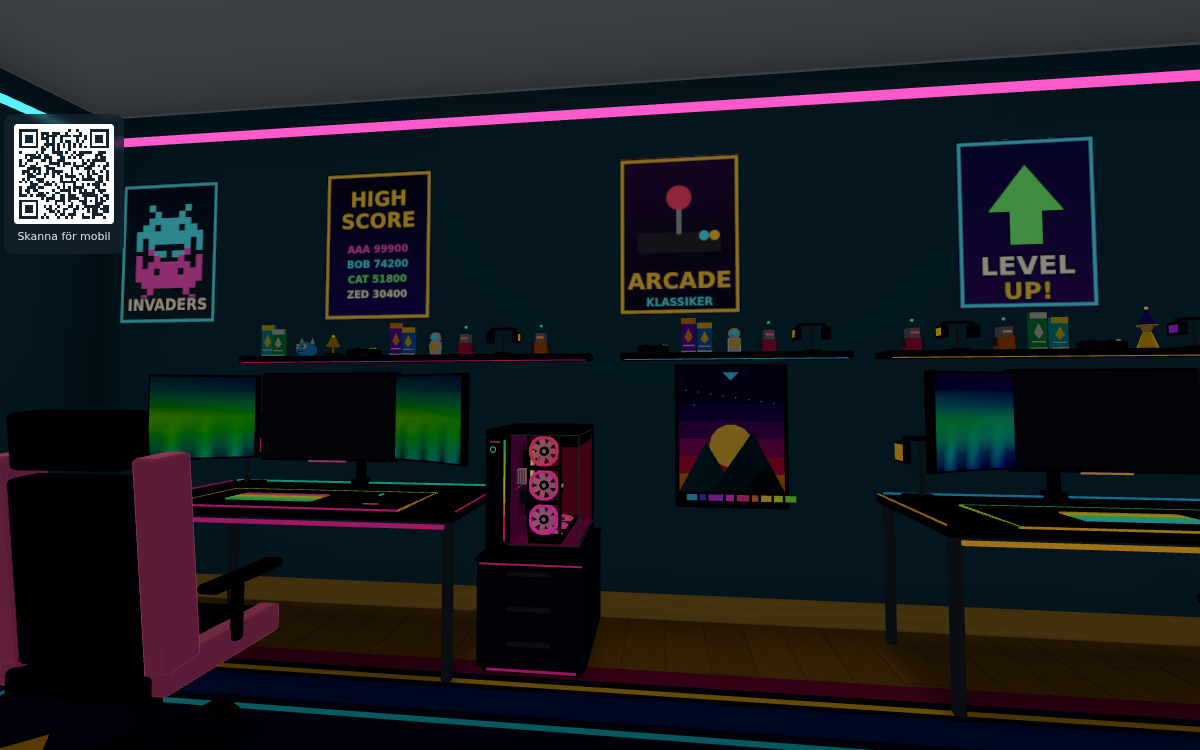 Skanna för mobil
INVADERS
HIGH
SCORE
AAA 99900
BOB 74200
CAT 51800
ZED 30400
ARCADE
KLASSIKER
LEVEL
UP!